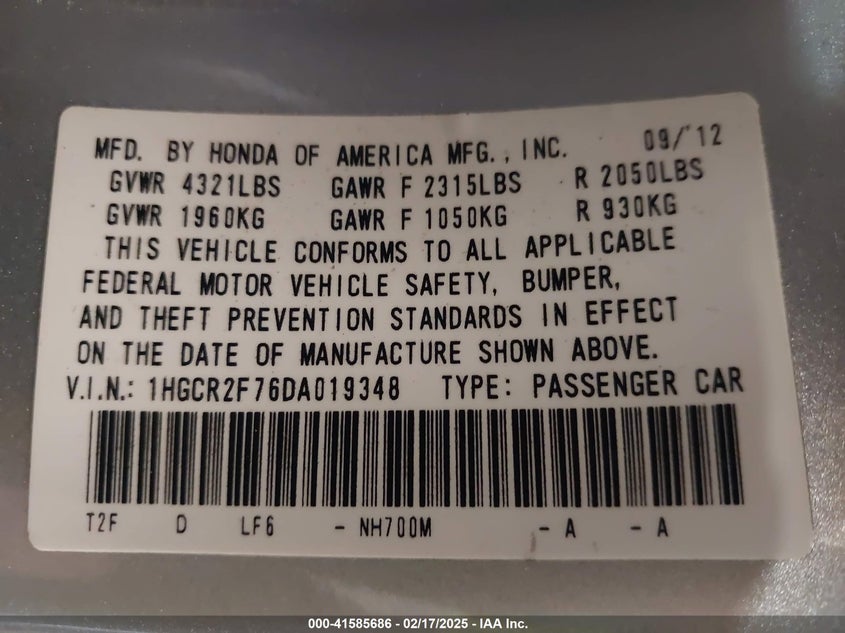 MFD. BY HONDA OF AMERICA MFG., INC. 09/'12
GVWR 4321LBS GAWR F 2315LBS R 2050LBS
GVWR 1960KG GAWR F 1050KG R 930KG
THIS VEHICLE CONFORMS TO ALL APPLICABLE
FEDERAL MOTOR VEHICLE SAFETY, BUMPER,
AND THEFT PREVENTION STANDARDS IN EFFECT
ON THE DATE OF MANUFACTURE SHOWN ABOVE.
V.I.N.: 1HGCR2F76DA019348 TYPE: PASSENGER CAR
T2F D LF6 - NH700M - A - A
000-41585686 - 02/17/2025 - IAA Inc.